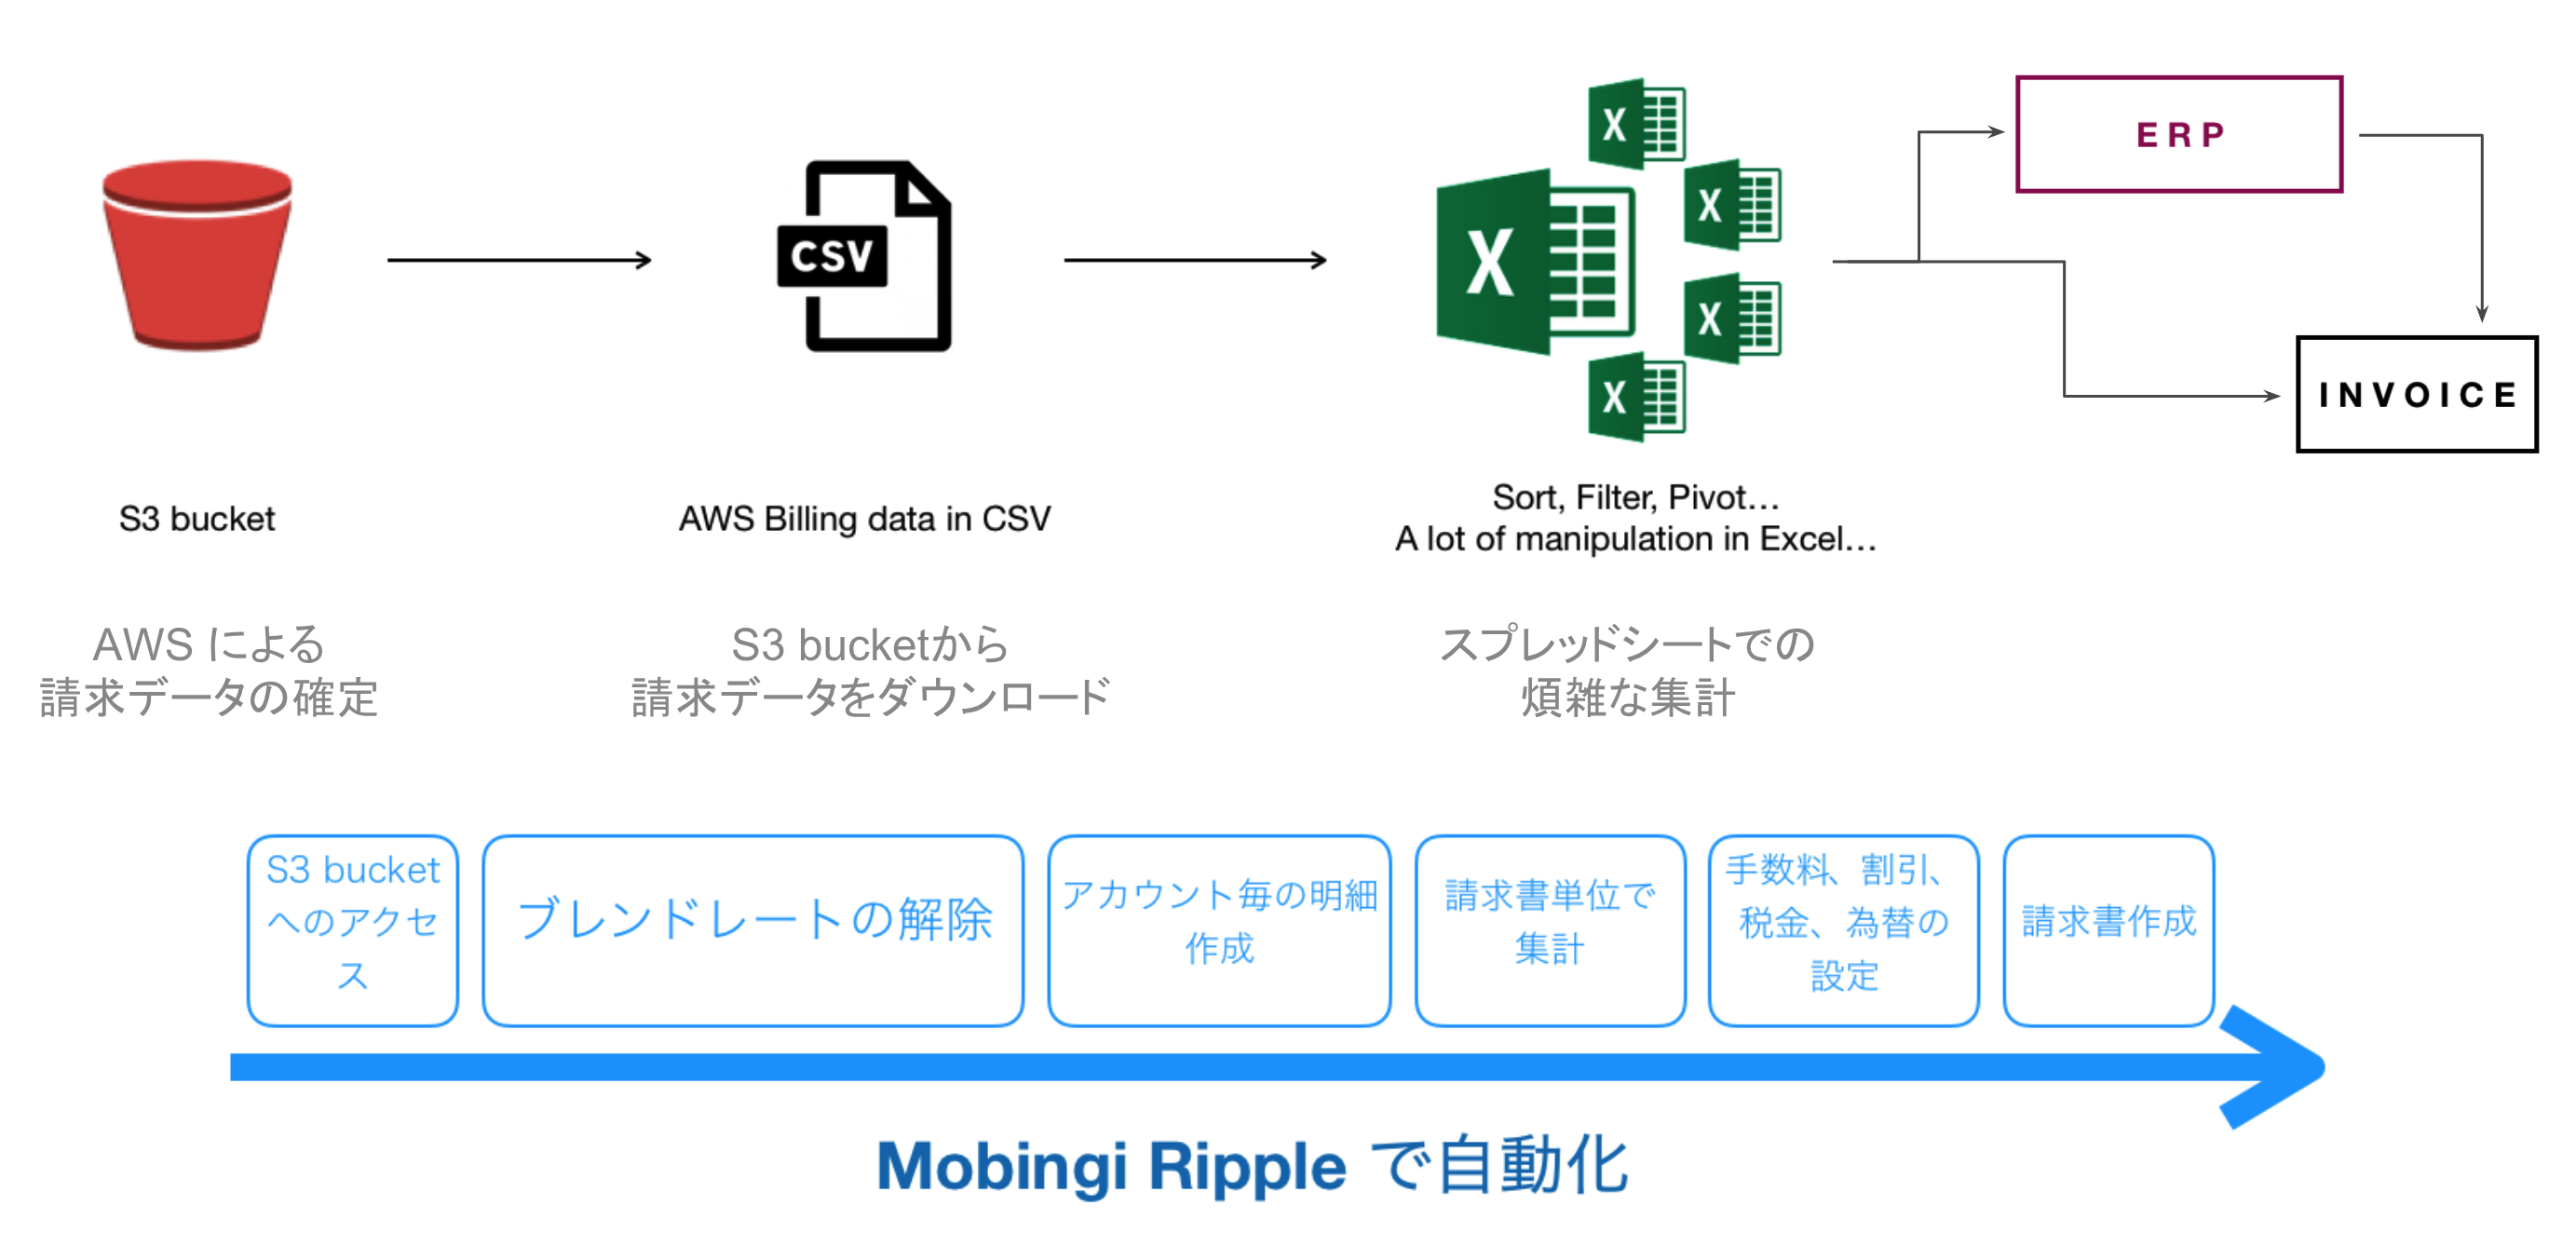 X
X
X
X
X
CSV
ERP
INVOICE
S3 bucket
AWS Billing data in CSV
Sort, Filter, Pivot...
A lot of manipulation in Excel...
AWS による
請求データの確定
S3 bucketから
請求データをダウンロード
スプレッドシートでの
煩雑な集計
S3 bucket
へのアクセ
ス
ブレンドレートの解除
アカウント毎の明細
作成
請求書単位で
集計
手数料、割引、
税金、為替の
設定
請求書作成
Mobingi Ripple で自動化